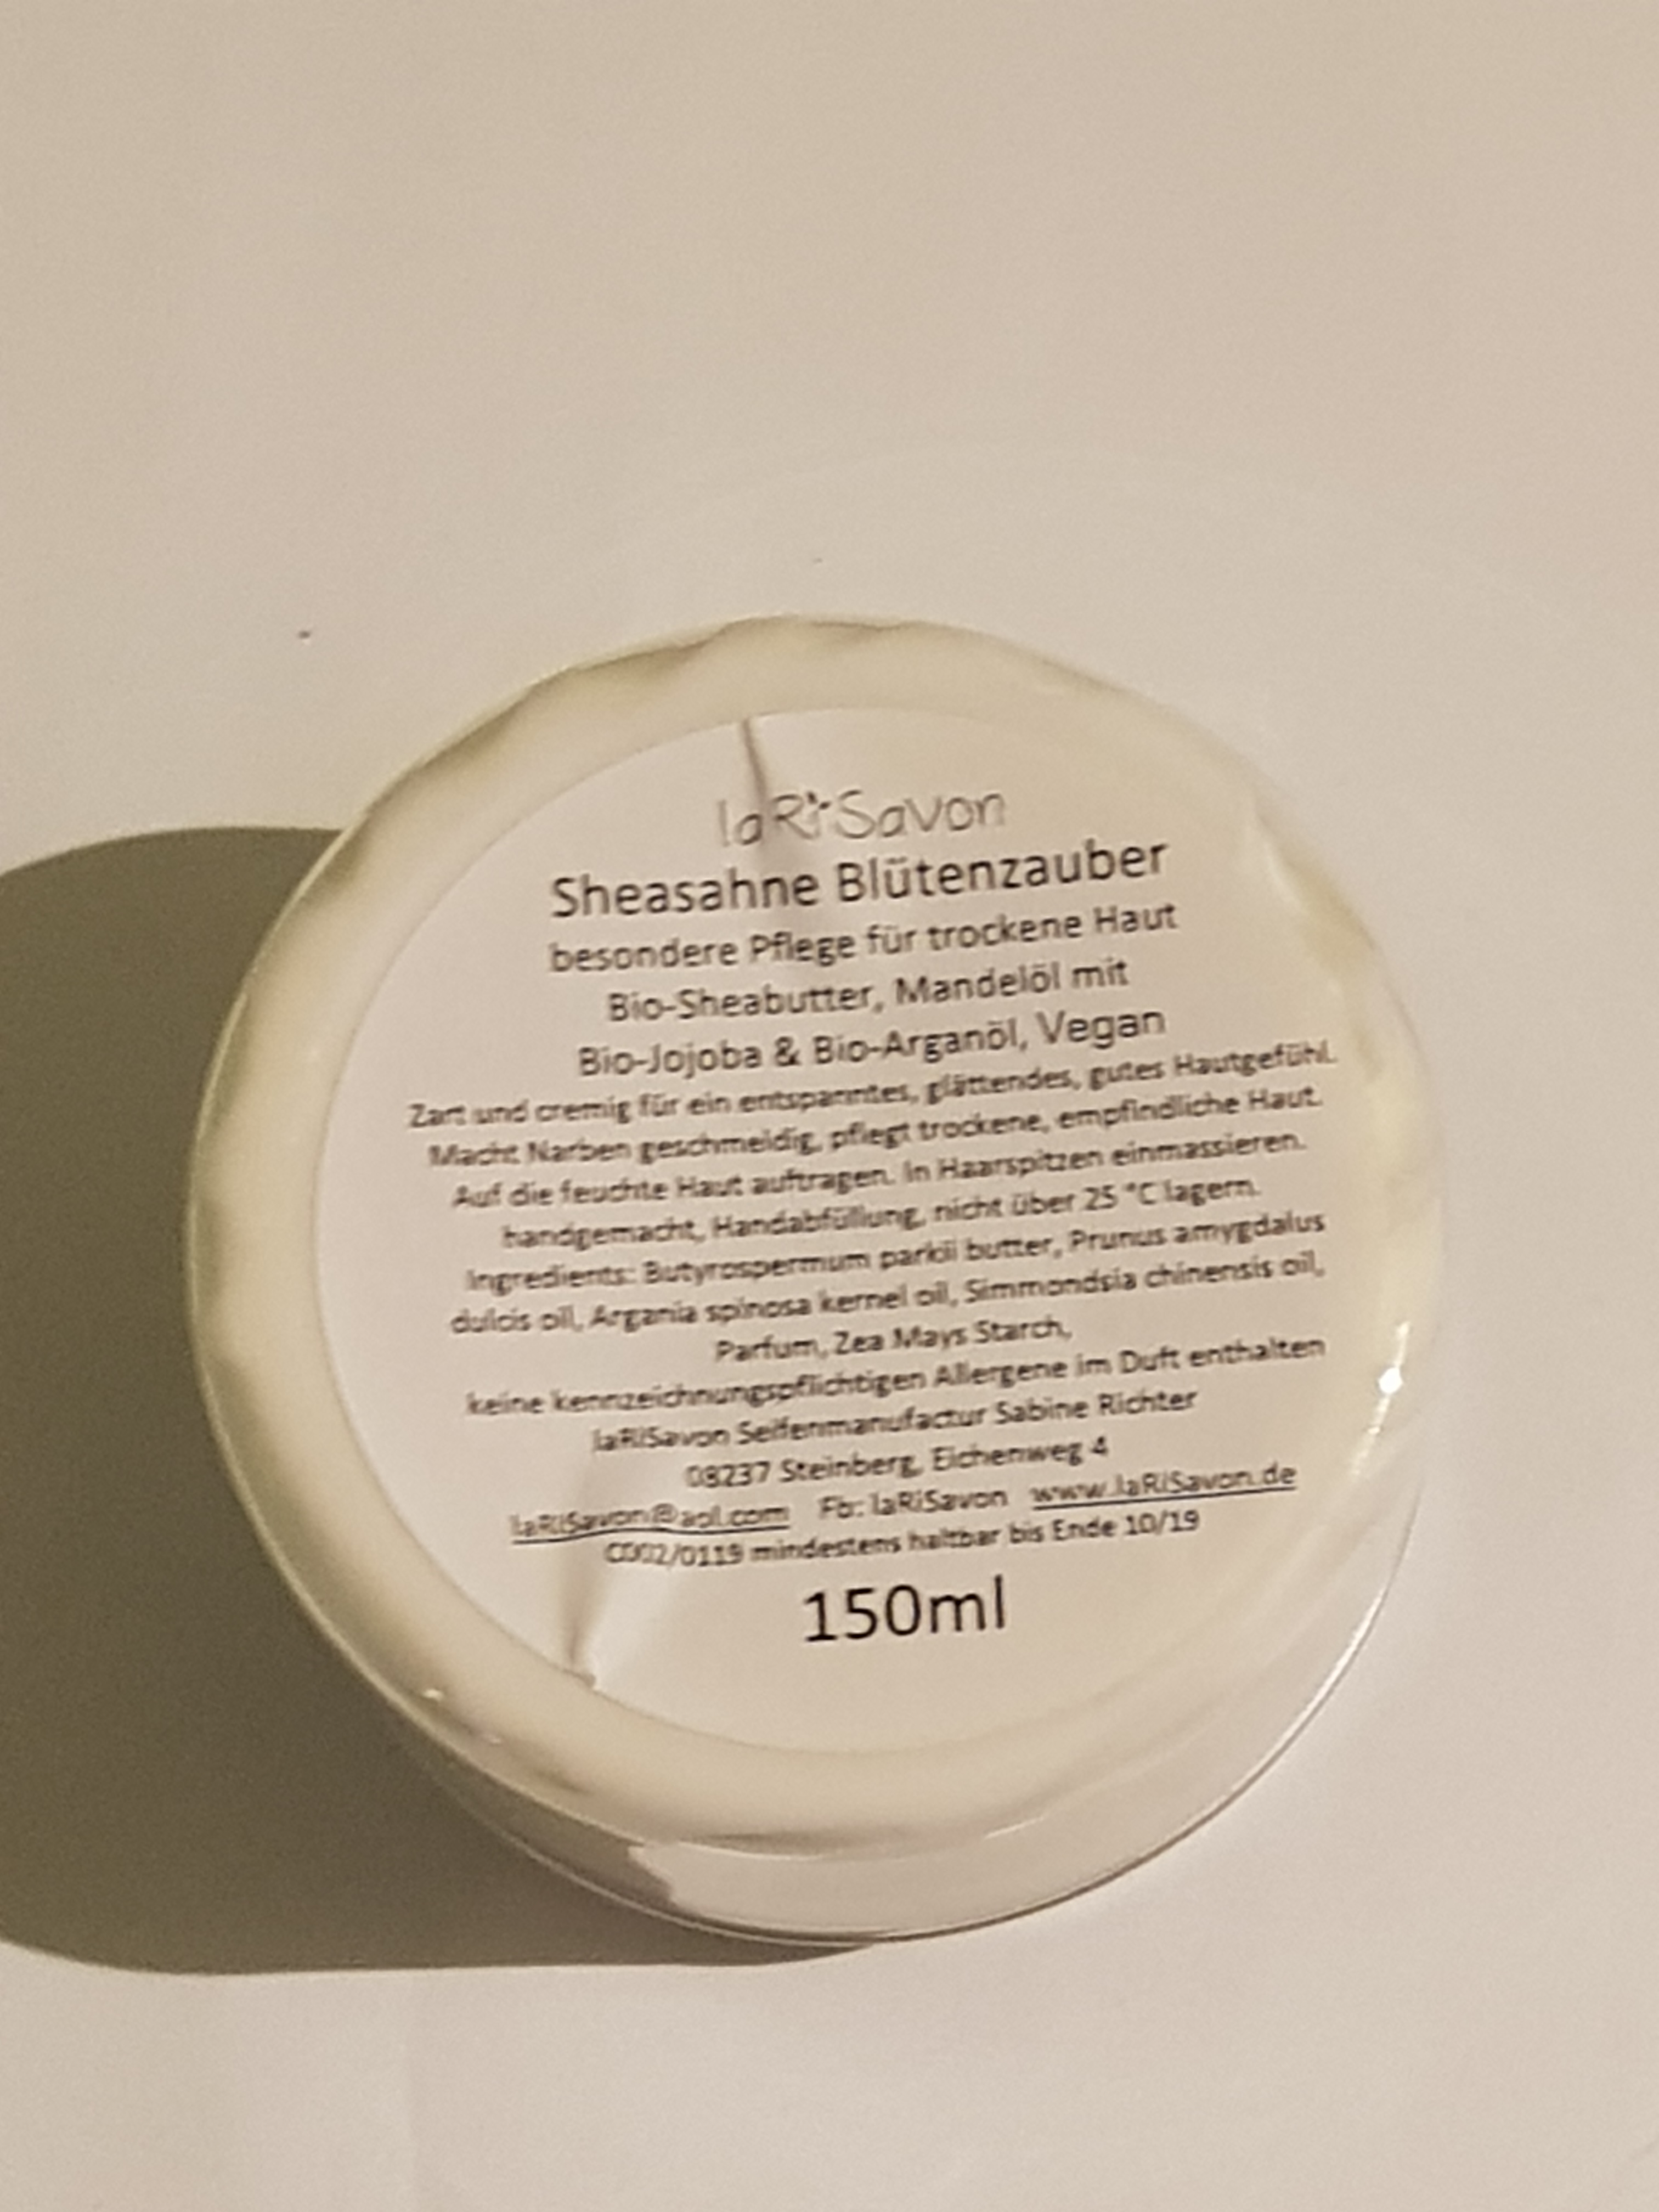 laRiSavon
Sheasahne Blütenzauber
besondere Pflege für trockene Haut
Bio-Sheabutter, Mandelöl mit
Bio-Jojoba & Bio-Arganöl, Vegan
Zart und cremig für ein entspanntes, glättendes, gutes Hautgefühl.
Macht Narben geschmeidig, pflegt trockene, empfindliche Haut.
Auf die feuchte Haut auftragen. In Haarspitzen einmassieren.
handgemacht, Handabfüllung, nicht über 25 °C lagern.
Ingredients: Butyrospermum parkii butter, Prunus amygdalus
dulcis oil, Argania spinosa kernel oil, Simmondsia chinensis oil,
Parfum, Zea Mays Starch,
keine kennzeichnungspflichtigen Allergene im Duft enthalten
laRiSavon Seifenmanufactur Sabine Richter
08237 Steinberg, Eichenweg 4
laRiSavon@aol.com Fb: laRiSavon www.laRiSavon.de
C002/0119 mindestens haltbar bis Ende 10/19
150ml